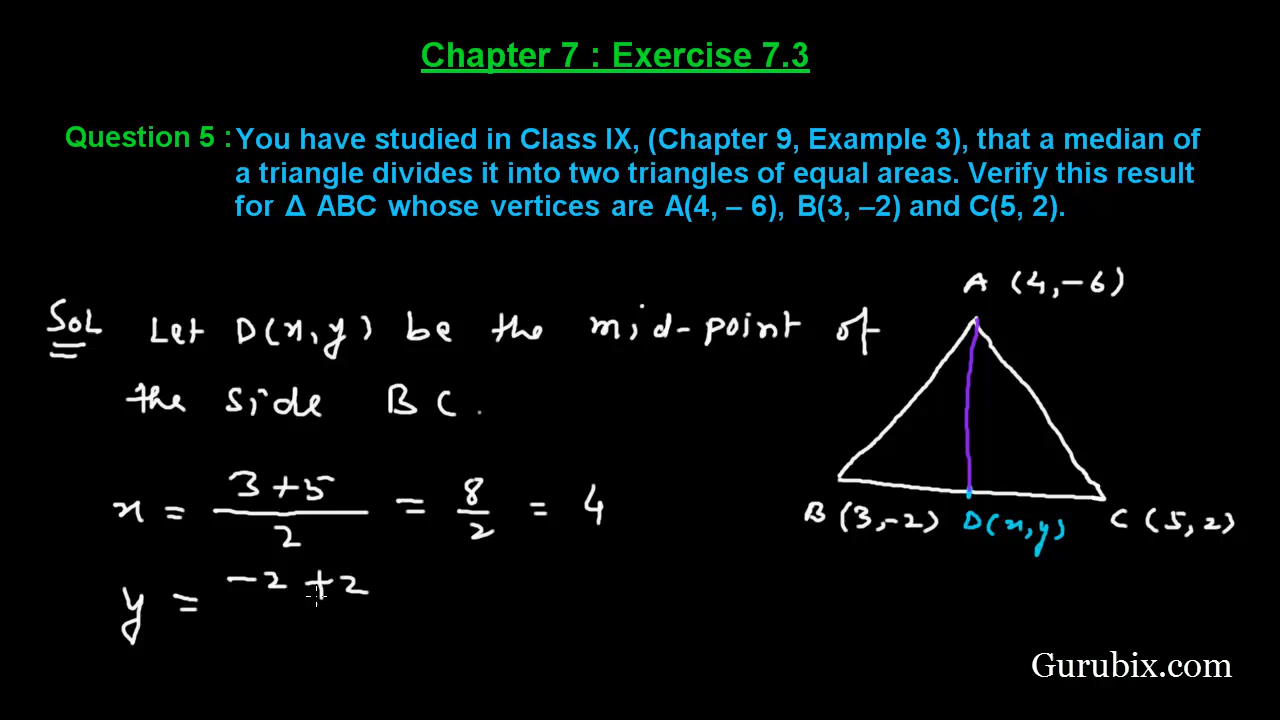 Chapter 7 : Exercise 7.3
Question 5 : You have studied in Class IX, (Chapter 9, Example 3), that a median of
a triangle divides it into two triangles of equal areas. Verify this result
for Δ ABC whose vertices are A(4, – 6), B(3, –2) and C(5, 2).
A (4,-6)
Sol Let D(x,y) be the mid-point of
the side BC.
x = 3+5/2 = 8/2 = 4
B (3,-2) D(x,y) C (5,2)
y = -2+2
Gurubix.com